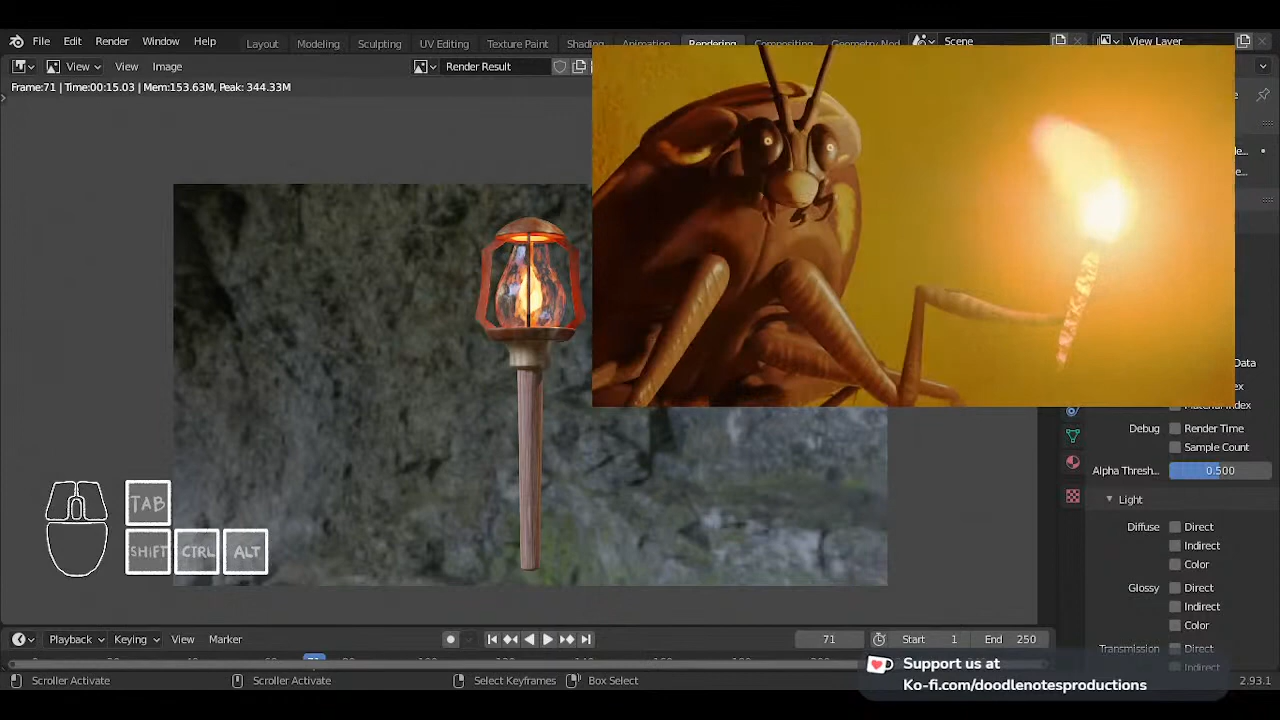 File Edit Render Window Help Layout Modeling Sculpting UV Editing Texture Paint Shading Rendering Scene View Layer
View View Image Render Result
Frame:71 | Time:00:15.03 | Mem:153.63M, Peak: 344.33M
Data
Debug Render Time
Sample Count
Alpha Thresh... 0.500
Light
Diffuse Direct
Indirect
Color
Glossy Direct
Indirect
Color
Transmission Direct
Indirect
TAB
SHIFT CTRL ALT
Playback Keying View Marker 71 Start 1 End 250
71
Support us at
Ko-fi.com/doodlenotesproductions
Scroller Activate Scroller Activate Select Keyframes Box Select 2.93.1